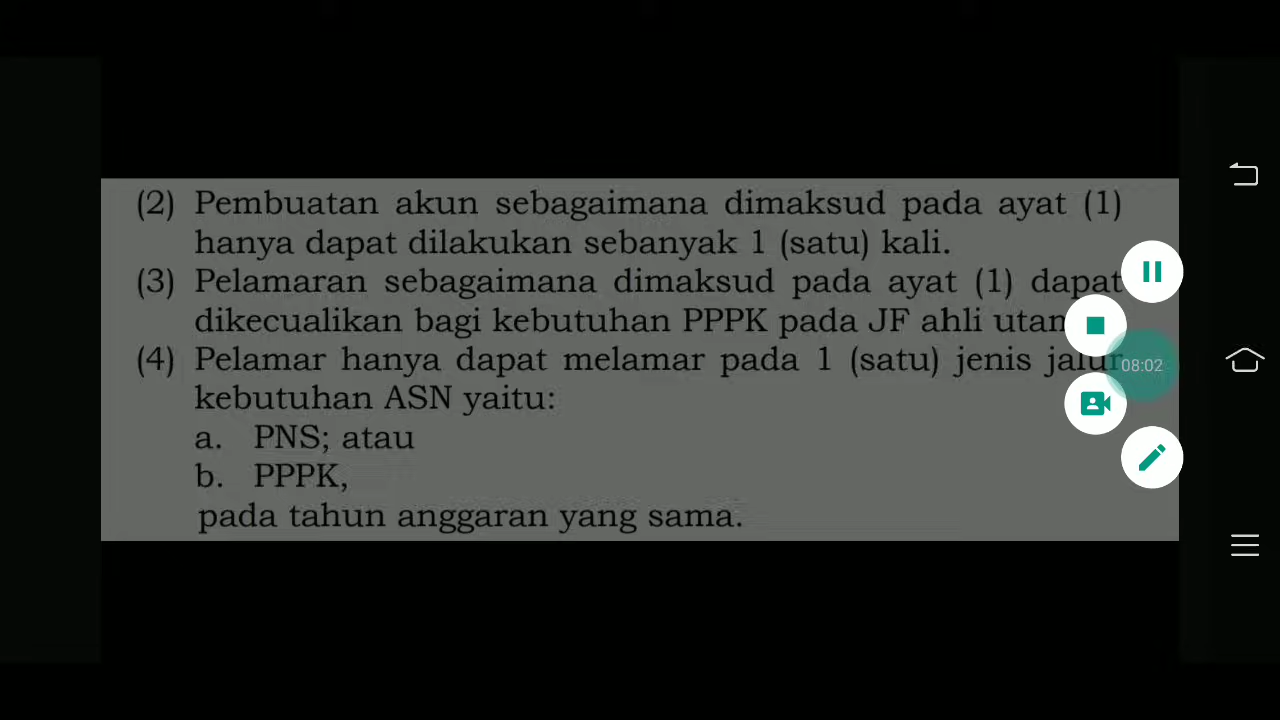 (2) Pembuatan akun sebagaimana dimaksud pada ayat (1)
hanya dapat dilakukan sebanyak 1 (satu) kali.
(3) Pelamaran sebagaimana dimaksud pada ayat (1) dapat
dikecualikan bagi kebutuhan PPPK pada JF ahli
(4) Pelamar hanya dapat melamar pada 1 (satu) jenis jalur
kebutuhan ASN yaitu:
a. PNS; atau
b. PPPK,
pada tahun anggaran yang sama.
08:02